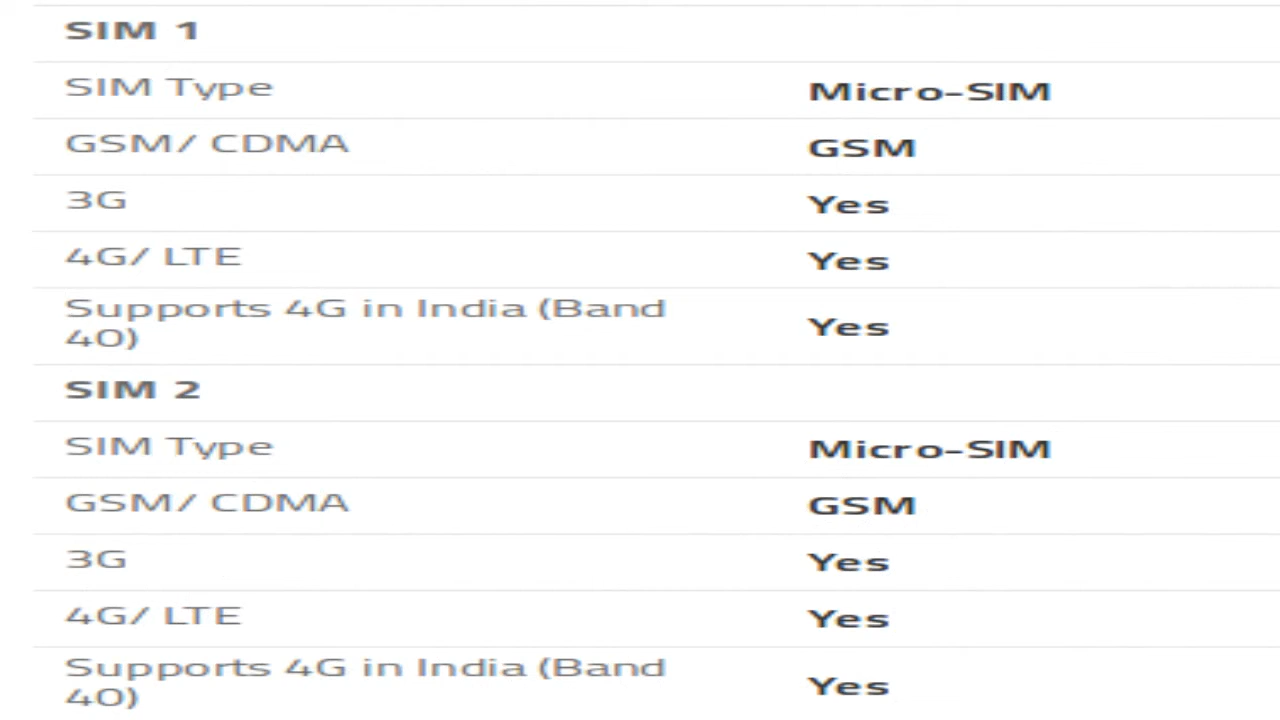 SIM 1
SIM Type Micro-SIM
GSM/ CDMA GSM
3G Yes
4G/ LTE Yes
Supports 4G in India (Band
40) Yes
SIM 2
SIM Type Micro-SIM
GSM/ CDMA GSM
3G Yes
4G/ LTE Yes
Supports 4G in India (Band
40) Yes